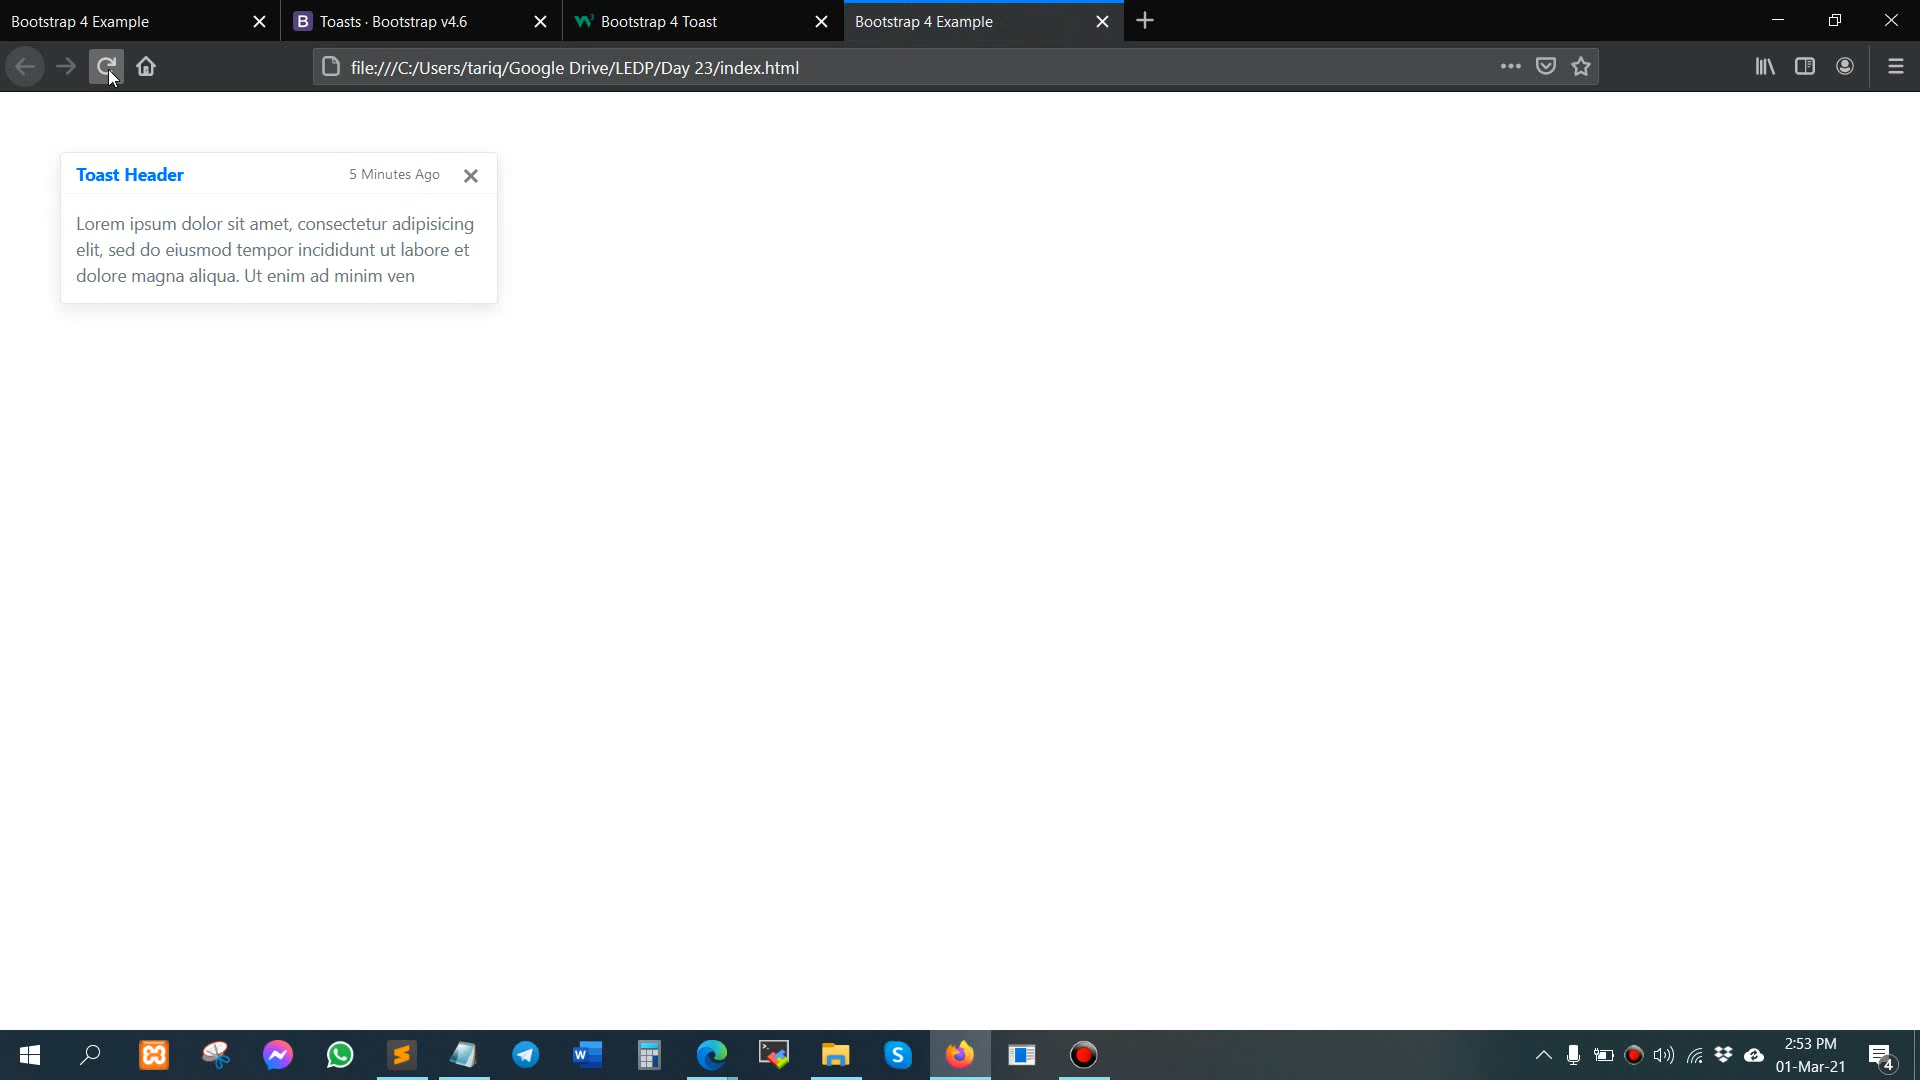 Bootstrap 4 Example
Toasts · Bootstrap v4.6
Bootstrap 4 Toast
Bootstrap 4 Example
file:///C:/Users/tariq/Google Drive/LEDP/Day 23/index.html
Toast Header
5 Minutes Ago
Lorem ipsum dolor sit amet, consectetur adipisicing
elit, sed do eiusmod tempor incididunt ut labore et
dolore magna aliqua. Ut enim ad minim ven
2:53 PM
01-Mar-21
4